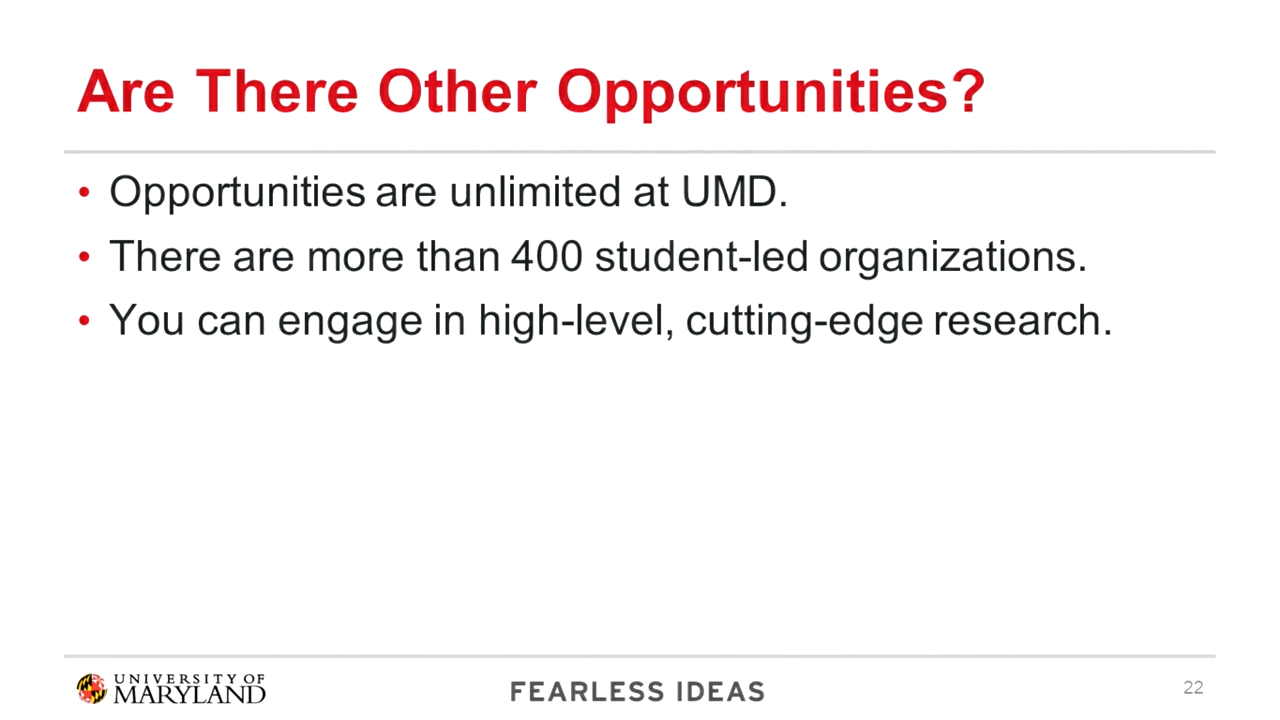 Are There Other Opportunities?
• Opportunities are unlimited at UMD.
• There are more than 400 student-led organizations.
• You can engage in high-level, cutting-edge research.
UNIVERSITY OF
MARYLAND
FEARLESS IDEAS
22